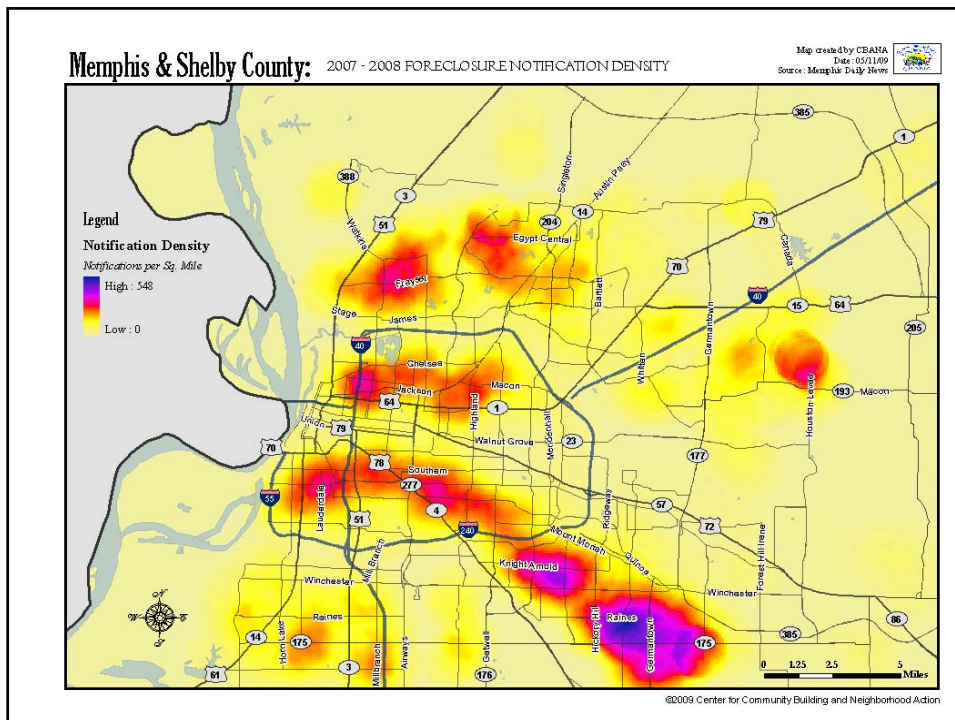 Memphis & Shelby County: 2007 - 2008 FORECLOSURE NOTIFICATION DENSITY
Map created by CBANA
Date: 05/11/09
Source: Memphis Daily News
385
1
388
3
Singleton
Austin Peay
51
Watkins
204
14
Egypt-Central
79
Canada
Legend
Notification Density
Notifications per Sq. Mile
High : 548
Low : 0
70
Frayser
Bartlett
40
15
64
Stage
James
Germantown
205
40
Chelsea
Whitten
Jackson
Macon
64
1
Highland
193
Macon
Houston-Levee
Union
79
Walnut Grove
Mendenhall
23
70
78
Southern
177
277
55
Lauderdale
4
57
51
240
Ridgeway
72
Mount Moriah
Quince
Forest Hill Irene
Mill Branch
Knight Arnold
Winchester
Winchester
Raines
Hickory Hill
Raines
86
14
Horn Lake
175
Airways
Getwell
Germantown
175
385
61
3
Millbranch
176
0 1.25 2.5 5
Miles
©2009 Center for Community Building and Neighborhood Action